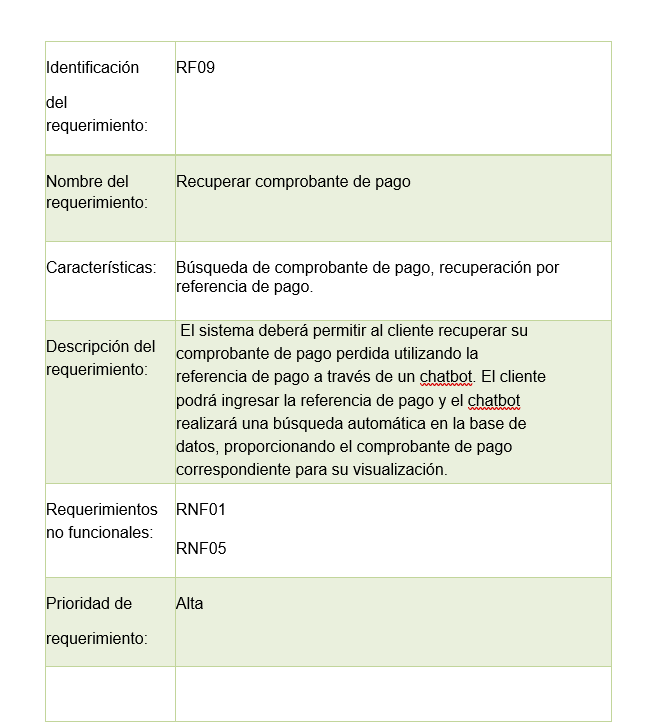 Identificación
del
requerimiento:
RF09
Nombre del
requerimiento:
Recuperar comprobante de pago
Características:
Búsqueda de comprobante de pago, recuperación por
referencia de pago.
Descripción del
requerimiento:
El sistema deberá permitir al cliente recuperar su
comprobante de pago perdida utilizando la
referencia de pago a través de un chatbot. El cliente
podrá ingresar la referencia de pago y el chatbot
realizará una búsqueda automática en la base de
datos, proporcionando el comprobante de pago
correspondiente para su visualización.
Requerimientos
no funcionales:
RNF01
RNF05
Prioridad de
requerimiento:
Alta